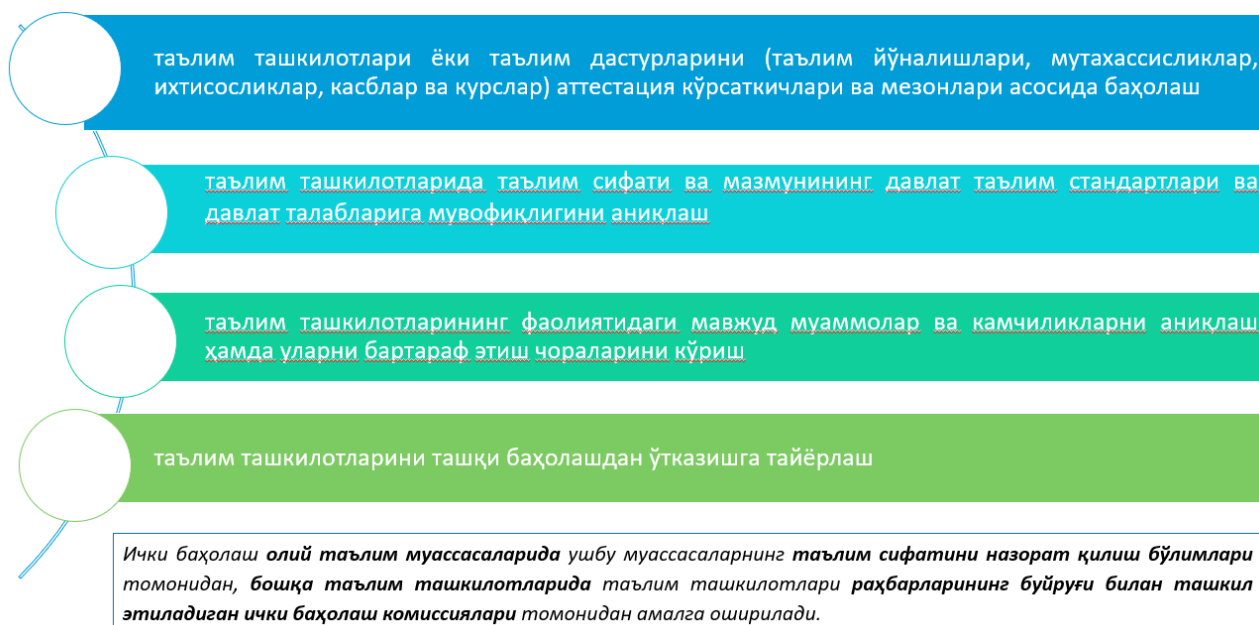 таълим ташкилотлари ёки таълим дастурларини (таълим йўналишлари, мутахассисликлар,
ихтисосликлар, касблар ва курслар) аттестация кўрсаткичлари ва мезонлари асосида баҳолаш
таълим ташкилотларида таълим сифати ва мазмунининг давлат таълим стандартлари ва
давлат талабларига мувофиқлигини аниқлаш
таълим ташкилотларининг фаолиятидаги мавжуд муаммолар ва камчиликларни аниқлаш
ҳамда уларни бартараф этиш чораларини кўриш
таълим ташкилотларини ташқи баҳолашдан ўтказишга тайёрлаш
Ички баҳолаш олий таълим муассасаларида ушбу муассасаларнинг таълим сифатини назорат қилиш бўлимлари
томонидан, бошқа таълим ташкилотларида таълим ташкилотлари раҳбарларининг буйруғи билан ташкил
этиладиган ички баҳолаш комиссиялари томонидан амалга оширилади.